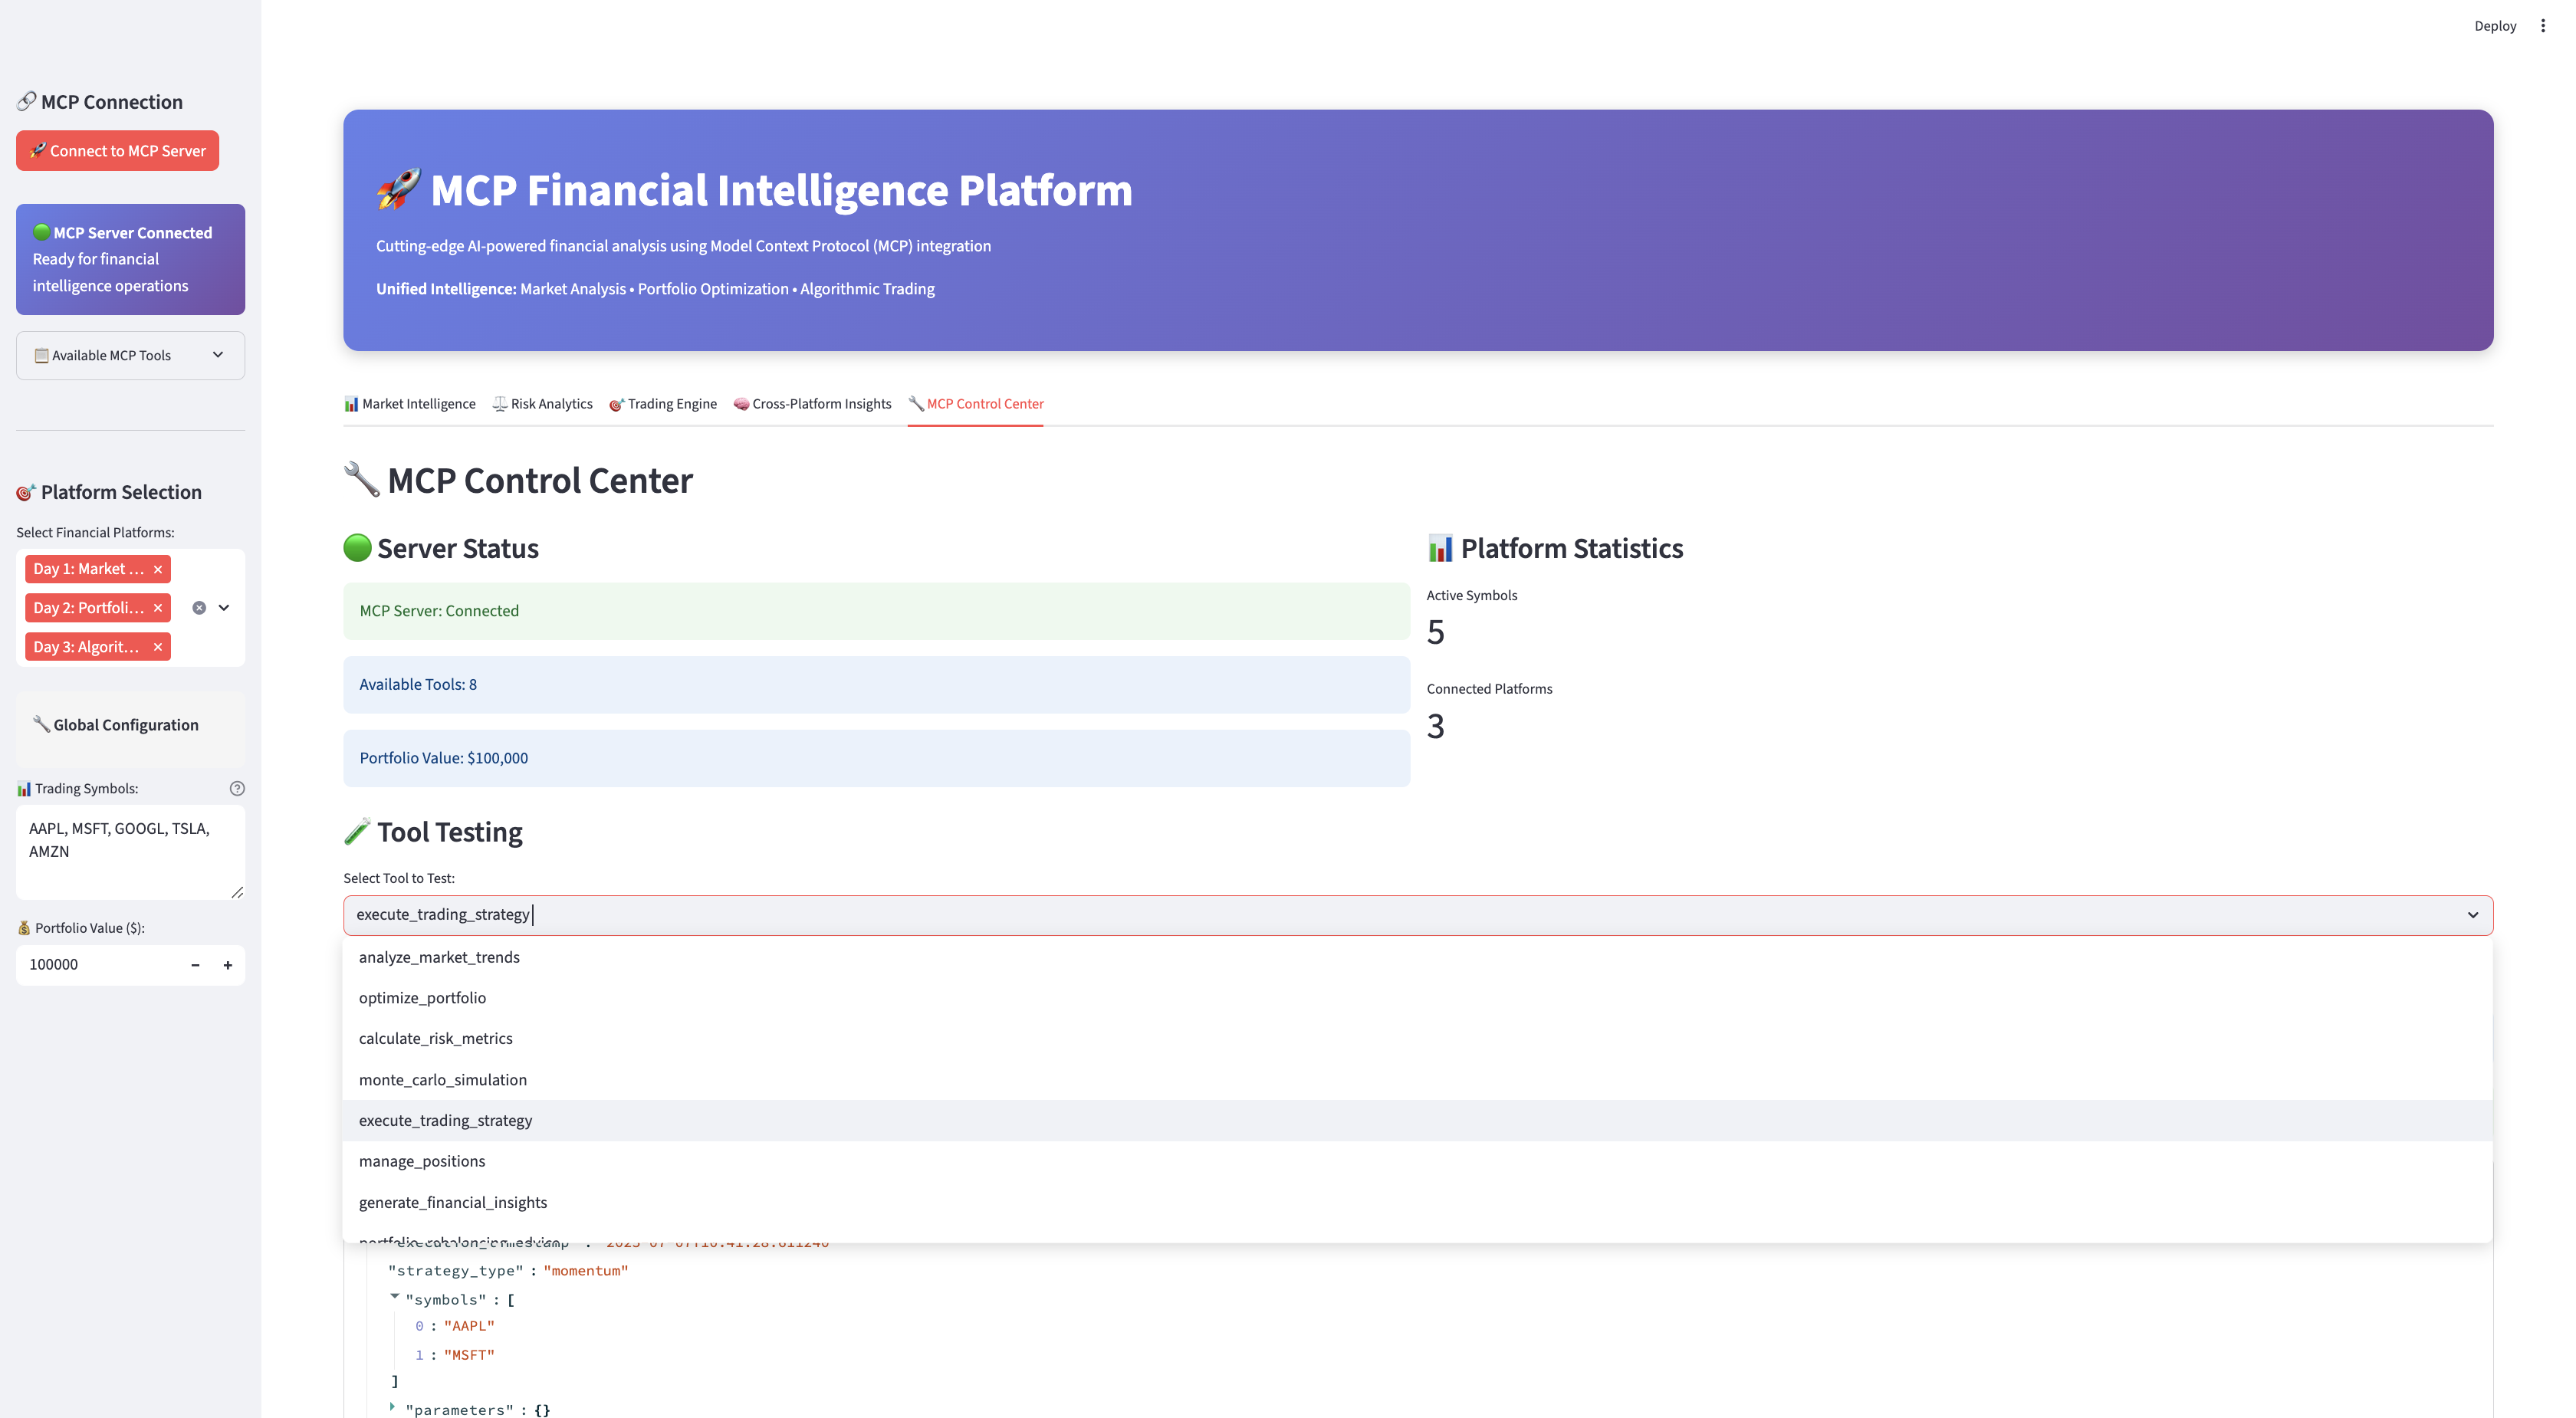 Deploy
MCP Connection
Connect to MCP Server
MCP Server Connected
Ready for financial
intelligence operations
Available MCP Tools
Platform Selection
Select Financial Platforms:
Day 1: Market ...
Day 2: Portfoli...
Day 3: Algorit...
Global Configuration
Trading Symbols:
AAPL, MSFT, GOOGL, TSLA,
AMZN
Portfolio Value ($):
100000
MCP Financial Intelligence Platform
Cutting-edge AI-powered financial analysis using Model Context Protocol (MCP) integration
Unified Intelligence: Market Analysis • Portfolio Optimization • Algorithmic Trading
Market Intelligence
Risk Analytics
Trading Engine
Cross-Platform Insights
MCP Control Center
MCP Control Center
Server Status
MCP Server: Connected
Available Tools: 8
Portfolio Value: $100,000
Platform Statistics
Active Symbols
5
Connected Platforms
3
Tool Testing
Select Tool to Test:
execute_trading_strategy
analyze_market_trends
optimize_portfolio
calculate_risk_metrics
monte_carlo_simulation
execute_trading_strategy
manage_positions
generate_financial_insights
"strategy_type" : "momentum"
"symbols" : [
0 : "AAPL"
1 : "MSFT"
]
"parameters" : {}